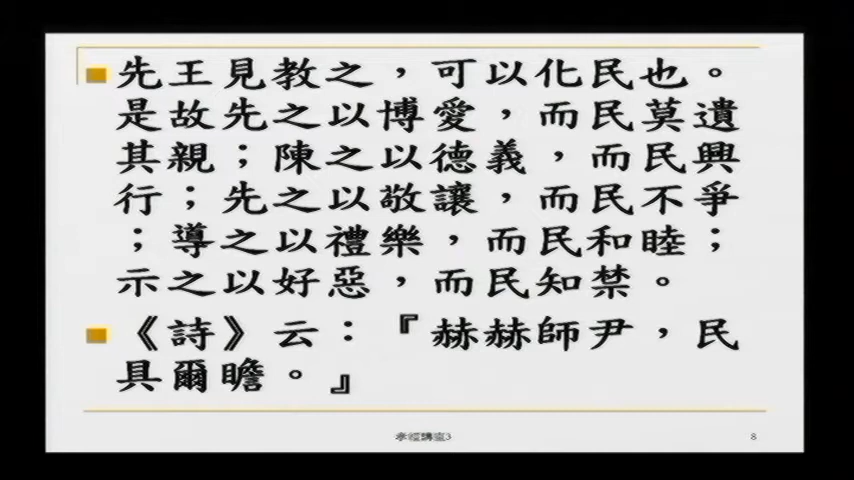 先王見教之，可以化民也。
是故先之以博愛，而民莫遺
其親；陳之以德義，而民興
行；先之以敬讓，而民不爭
；導之以禮樂，而民和睦；
示之以好惡，而民知禁。
《詩》云：『赫赫師尹，民
具爾瞻。』
孝經講座3
8